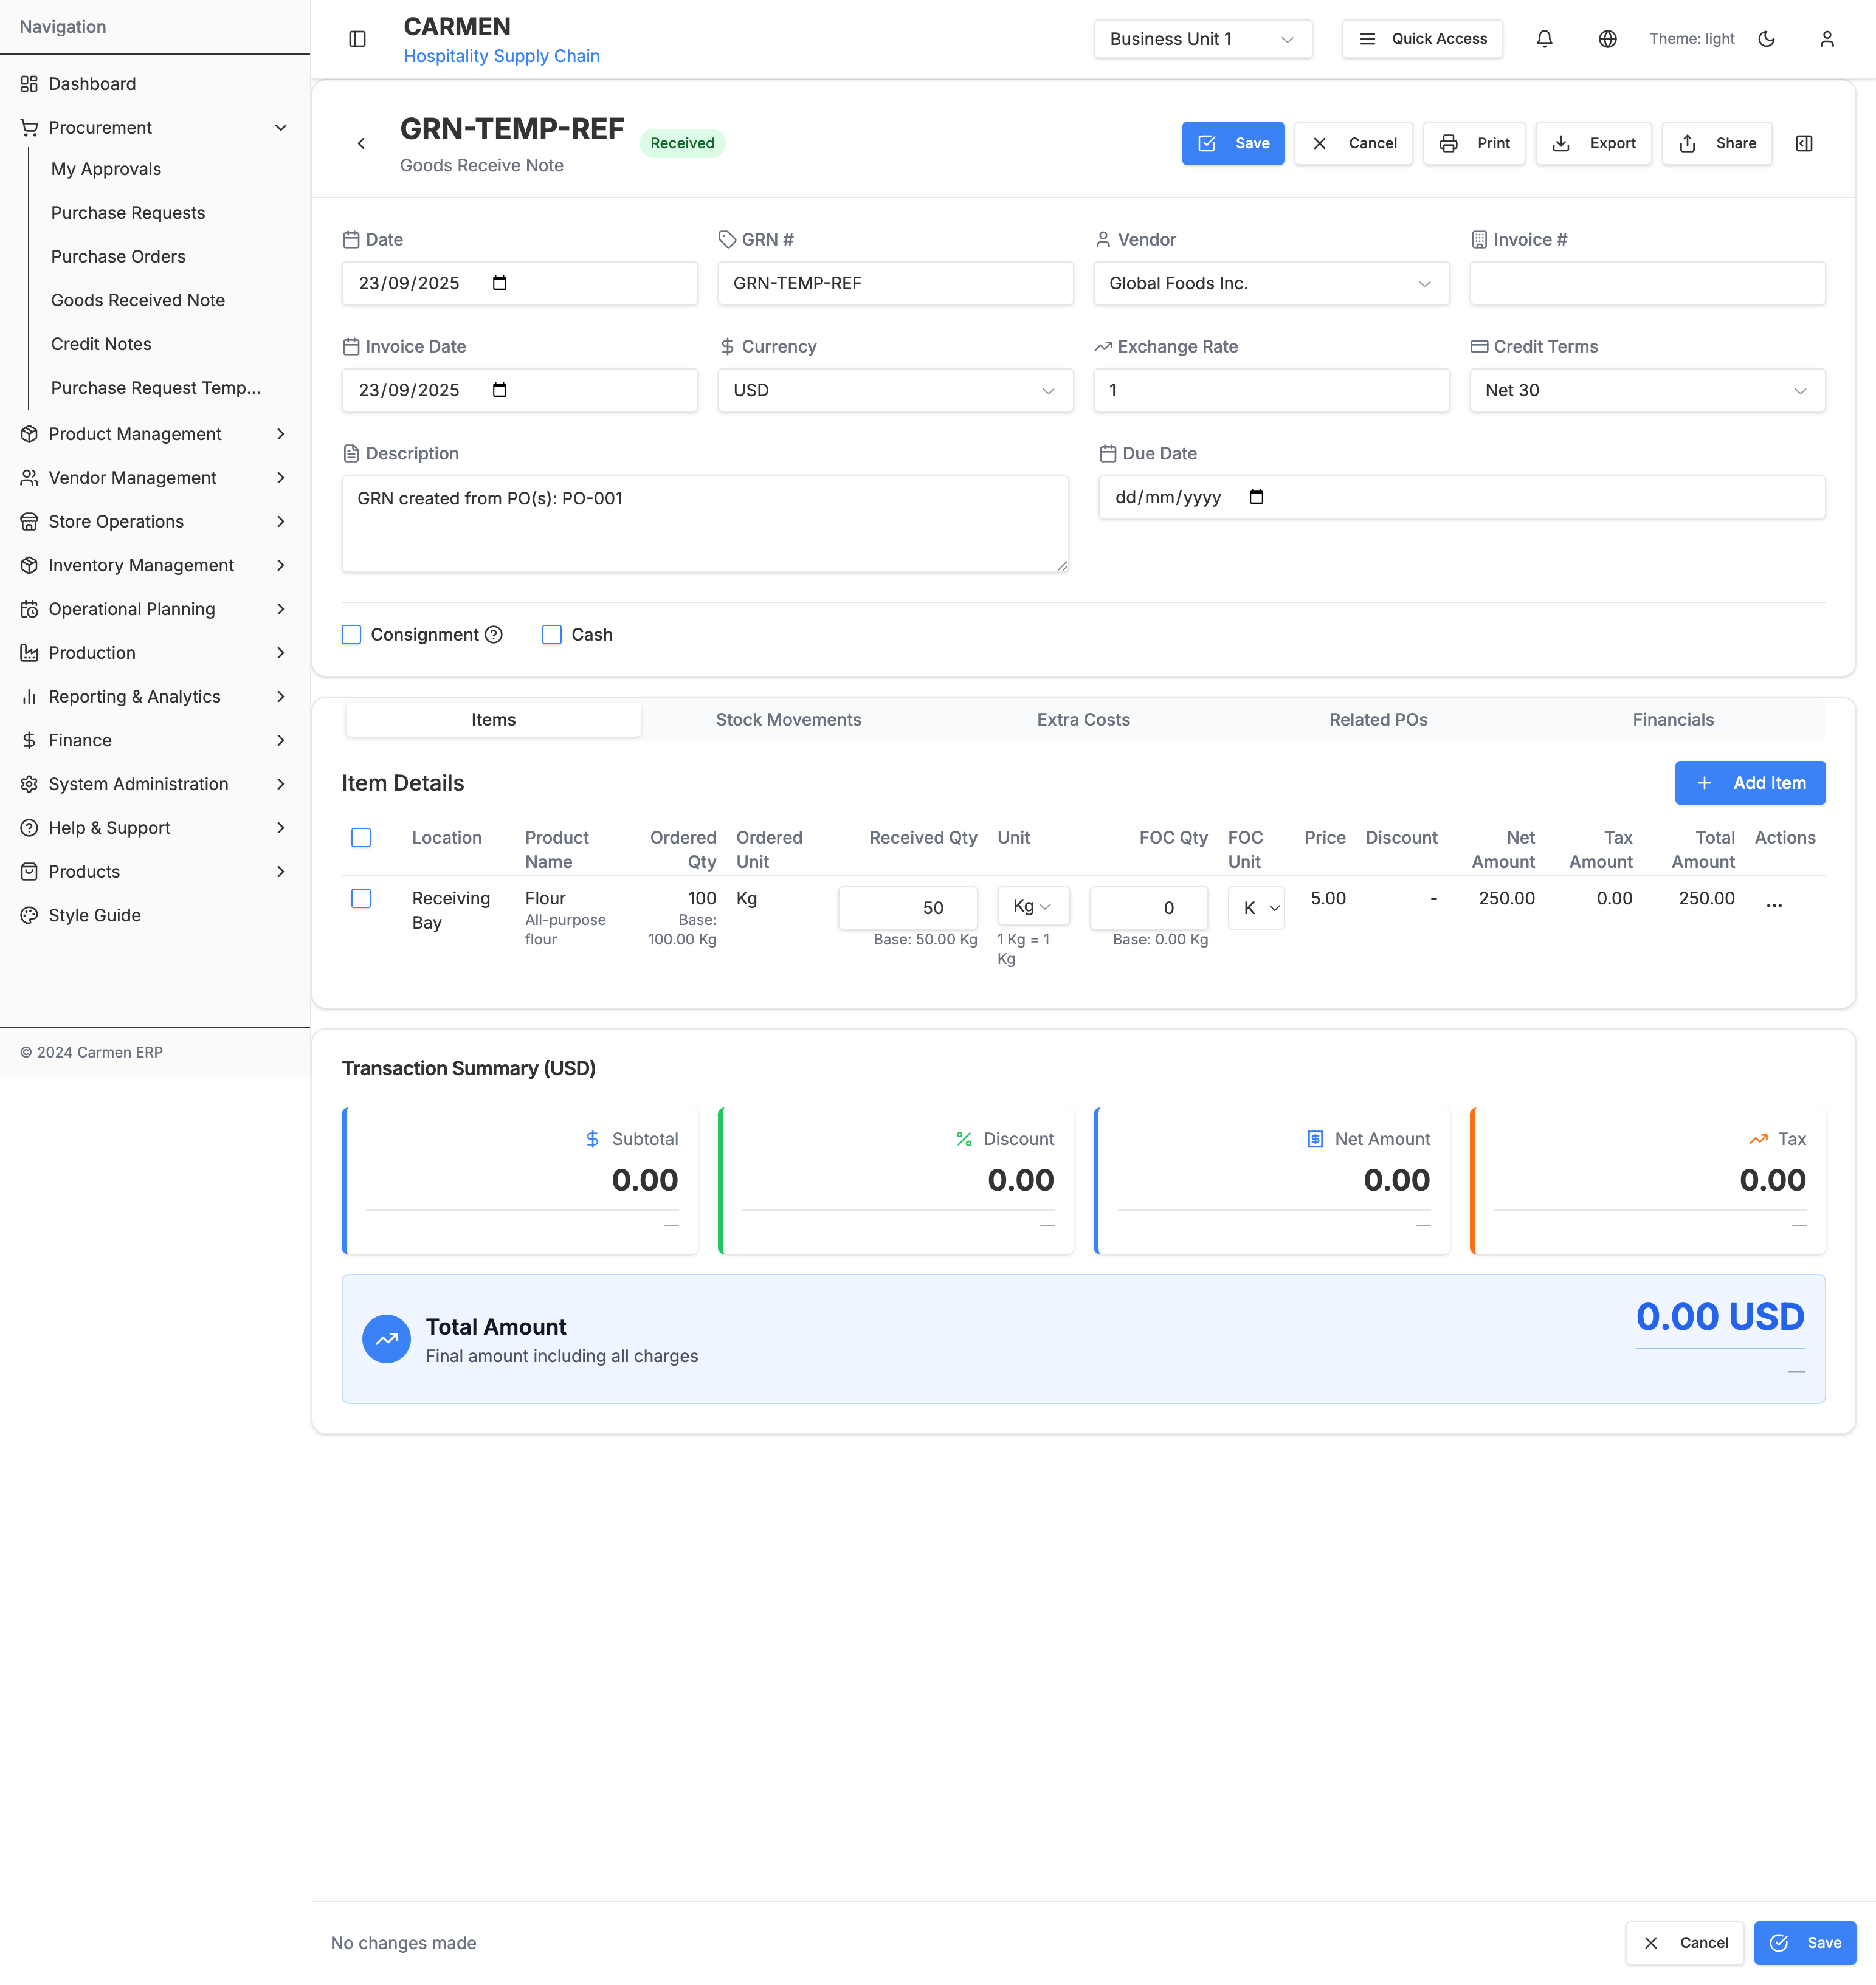 Navigation
Dashboard
Procurement
My Approvals
Purchase Requests
Purchase Orders
Goods Received Note
Credit Notes
Purchase Request Temp...
Product Management
Vendor Management
Store Operations
Inventory Management
Operational Planning
Production
Reporting & Analytics
Finance
System Administration
Help & Support
Products
Style Guide
© 2024 Carmen ERP
CARMEN
Hospitality Supply Chain
Business Unit 1
Quick Access
Theme: light
GRN-TEMP-REF
Received
Goods Receive Note
Save
Cancel
Print
Export
Share
Date
GRN #
Vendor
Invoice #
23/09/2025
GRN-TEMP-REF
Global Foods Inc.
Invoice Date
Currency
Exchange Rate
Credit Terms
23/09/2025
USD
1
Net 30
Description
Due Date
GRN created from PO(s): PO-001
dd/mm/yyyy
Consignment
Cash
Items
Stock Movements
Extra Costs
Related POs
Financials
Item Details
Add Item
Location
Product
Name
Ordered
Qty
Ordered
Unit
Received Qty
Unit
FOC Qty
FOC
Unit
Price
Discount
Net
Amount
Tax
Amount
Total
Amount
Actions
Receiving
Bay
Flour
All-purpose
flour
100
Base:
100.00 Kg
Kg
50
Base: 50.00 Kg
Kg
1 Kg = 1
Kg
0
Base: 0.00 Kg
K
5.00
-
250.00
0.00
250.00
...
Transaction Summary (USD)
Subtotal
0.00
—
Discount
0.00
—
Net Amount
0.00
—
Tax
0.00
—
Total Amount
Final amount including all charges
0.00 USD
—
No changes made
Cancel
Save